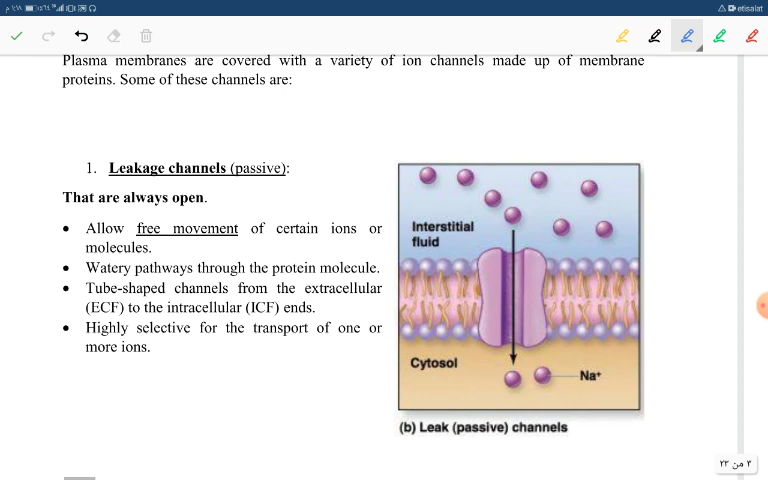 etisalat
Plasma membranes are covered with a variety of ion channels made up of membrane
proteins. Some of these channels are:
1. Leakage channels (passive):
That are always open.
• Allow free movement of certain ions or
molecules.
• Watery pathways through the protein molecule.
• Tube-shaped channels from the extracellular
(ECF) to the intracellular (ICF) ends.
• Highly selective for the transport of one or
more ions.
Interstitial
fluid
Cytosol
Na⁺
(b) Leak (passive) channels
٣ من ٢٣